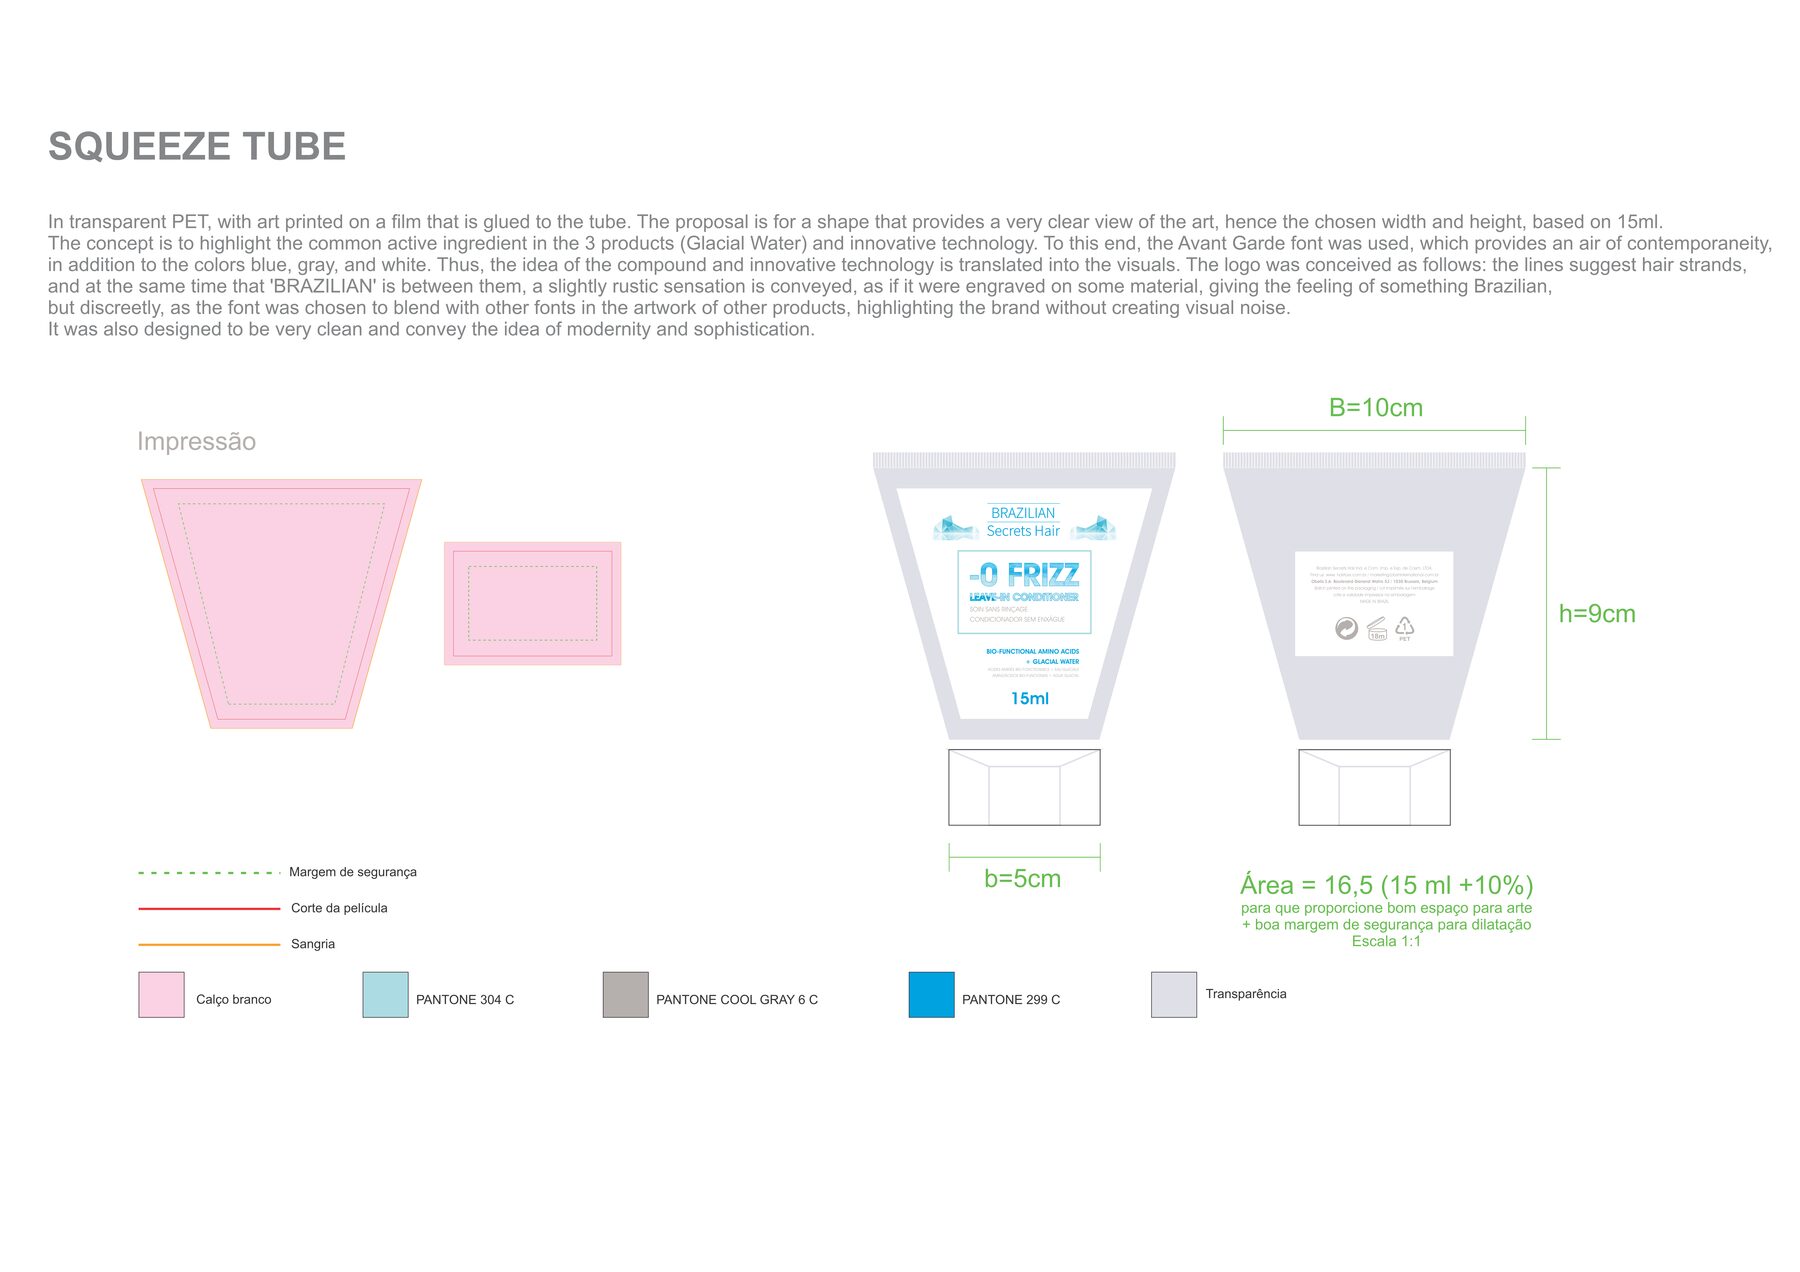 SQUEEZE TUBE
In transparent PET, with art printed on a film that is glued to the tube. The proposal is for a shape that provides a very clear view of the art, hence the chosen width and height, based on 15ml.
The concept is to highlight the common active ingredient in the 3 products (Glacial Water) and innovative technology. To this end, the Avant Garde font was used, which provides an air of contemporaneity,
in addition to the colors blue, gray, and white. Thus, the idea of the compound and innovative technology is translated into the visuals. The logo was conceived as follows: the lines suggest hair strands,
and at the same time that 'BRAZILIAN' is between them, a slightly rustic sensation is conveyed, as if it were engraved on some material, giving the feeling of something Brazilian,
but discreetly, as the font was chosen to blend with other fonts in the artwork of other products, highlighting the brand without creating visual noise.
It was also designed to be very clean and convey the idea of modernity and sophistication.
Impressão
BRAZILIAN
Secrets Hair
-0 FRIZZ
LEAVE-IN CONDITIONER
SOIN SANS RINÇAGE
CONDICIONADOR SEM ENXÁGUE
BIO-FUNCTIONAL AMINO ACIDS
+ GLACIAL WATER
15ml
b=5cm
B=10cm
h=9cm
MADE IN BRAZIL
18m
1
PET
Área = 16,5 (15 ml +10%)
para que proporcione bom espaço para arte
+ boa margem de segurança para dilatação
Escala 1:1
Margem de segurança
Corte da película
Sangria
Calço branco
PANTONE 304 C
PANTONE COOL GRAY 6 C
PANTONE 299 C
Transparência